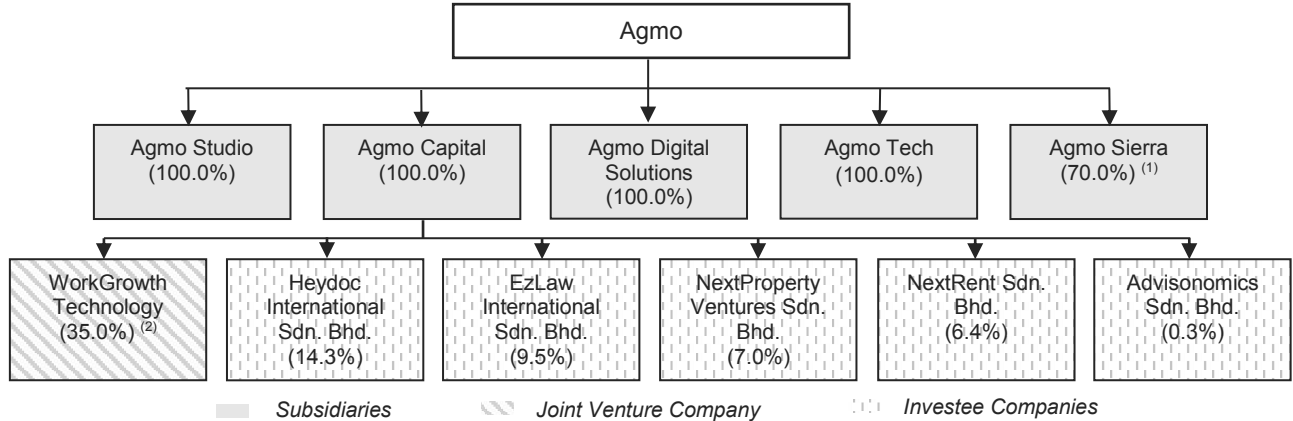 Agmo
Agmo Studio
(100.0%)
Agmo Capital
(100.0%)
Agmo Digital
Solutions
(100.0%)
Agmo Tech
(100.0%)
Agmo Sierra
(70.0%) (1)
WorkGrowth
Technology
(35.0%) (2)
Heydoc
International
Sdn. Bhd.
(14.3%)
EzLaw
International
Sdn. Bhd.
(9.5%)
NextProperty
Ventures Sdn.
Bhd.
(7.0%)
NextRent Sdn.
Bhd.
(6.4%)
Advisonomics
Sdn. Bhd.
(0.3%)
Subsidiaries
Joint Venture Company
Investee Companies